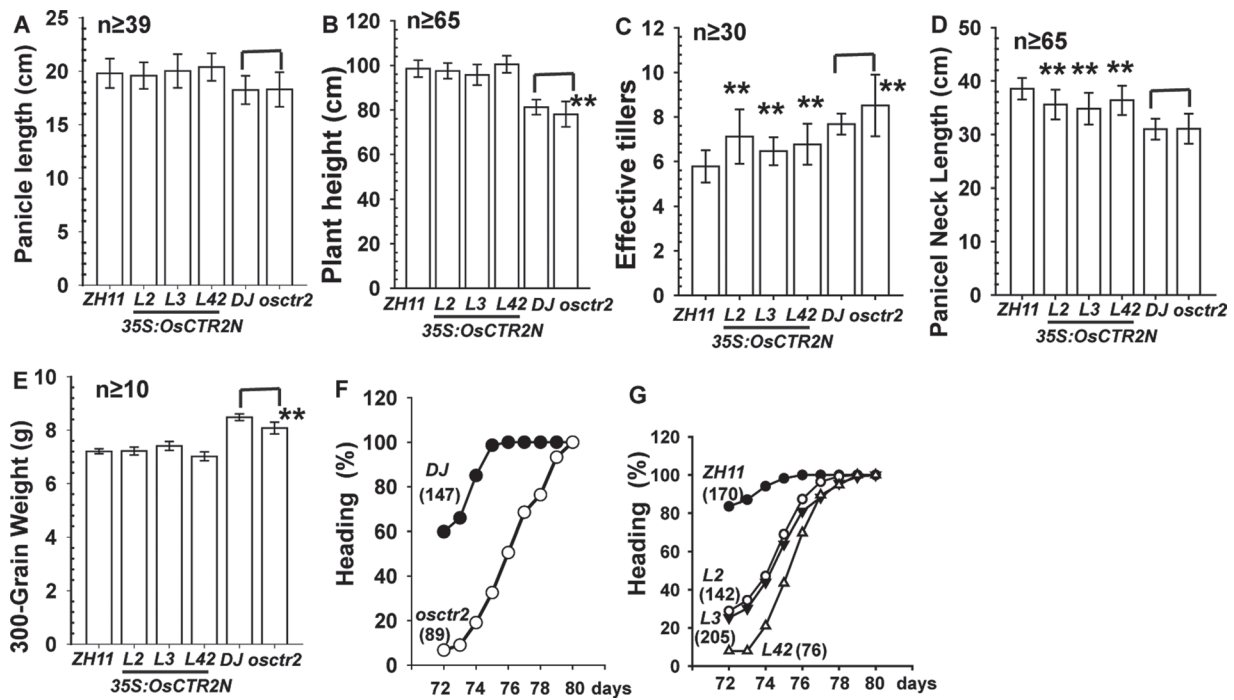 A
n≥39
Panicle length (cm)
25
20
15
10
5
0
ZH11 L2 L3 L42 DJ osctr2
35S:OsCTR2N
B
n≥65
Plant height (cm)
120
100
80
60
40
20
0
**
ZH11 L2 L3 L42 DJ osctr2
35S:OsCTR2N
C
n≥30
Effective tillers
12
10
8
6
4
2
0
** ** ** **
ZH11 L2 L3 L42 DJ osctr2
35S:OsCTR2N
D
n≥65
Panicel Neck Length (cm)
50
40
30
20
10
0
** ** **
ZH11 L2 L3 L42 DJ osctr2
35S:OsCTR2N
E
n≥10
300-Grain Weight (g)
10
8
6
4
2
0
**
ZH11 L2 L3 L42 DJ osctr2
35S:OsCTR2N
F
Heading (%)
120
100
80
60
40
20
0
DJ
(147)
osctr2
(89)
72 74 76 78 80 days
G
Heading (%)
120
100
80
60
40
20
0
ZH11
(170)
L2
(142)
L3
(205)
L42 (76)
72 74 76 78 80 days